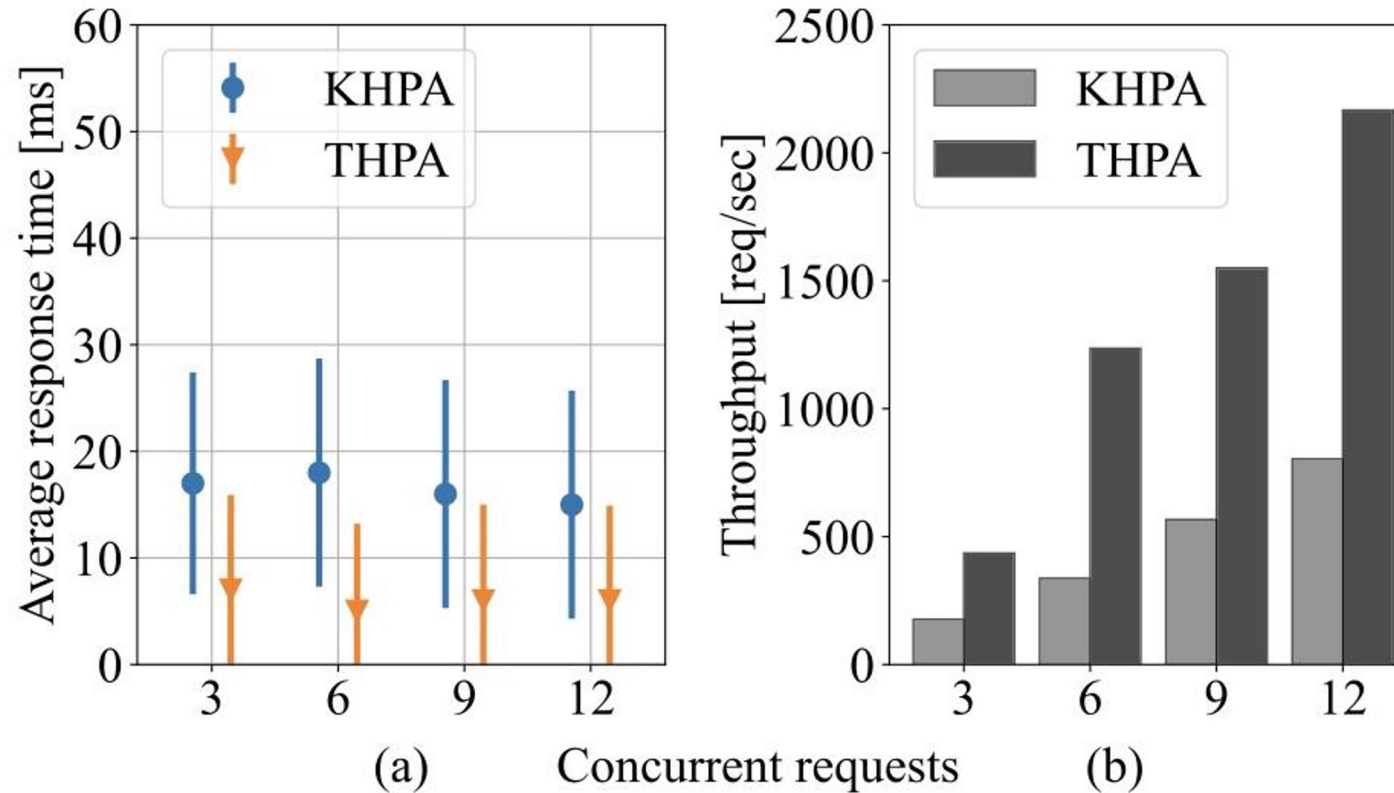 Average response time [ms]
60
50
40
30
20
10
0
KHPA
THPA
3 6 9 12
(a)
Throughput [req/sec]
2500
2000
1500
1000
500
0
KHPA
THPA
3 6 9 12
(b)
Concurrent requests